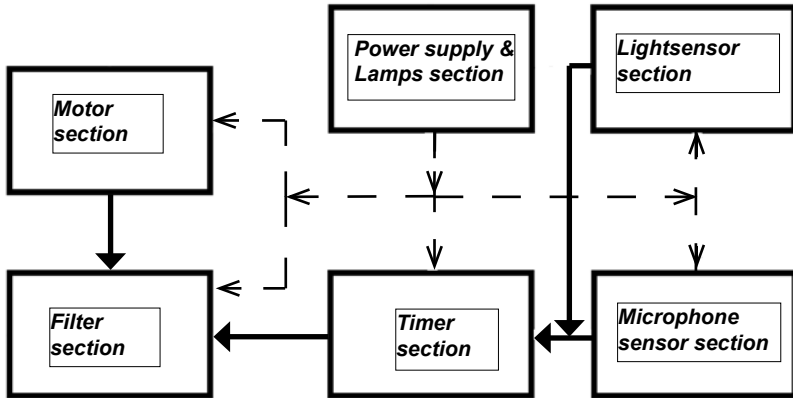 Power supply &
Lamps section
Lightsensor
section
Motor
section
Filter
section
Timer
section
Microphone
sensor section